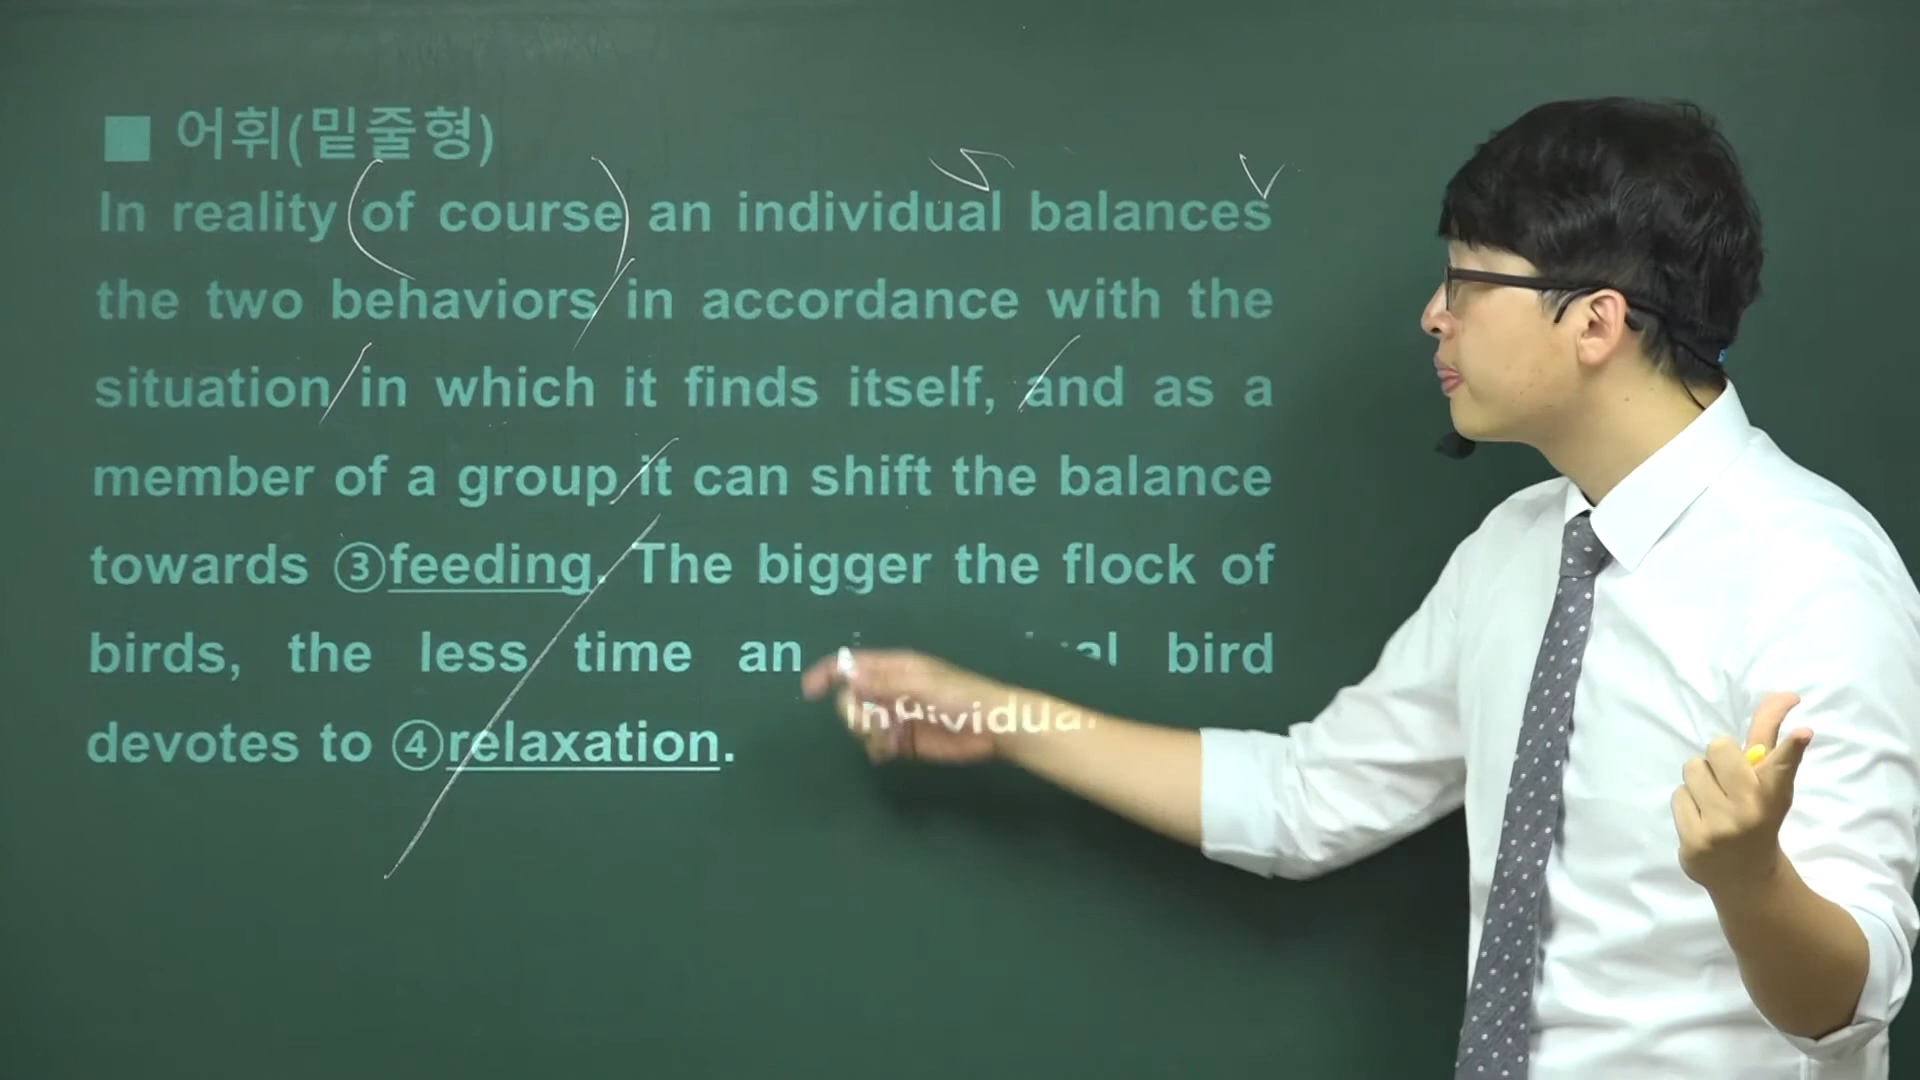 ■ 어휘(밑줄형)
In reality (of course) an individual balances
the two behaviors / in accordance with the
situation / in which it finds itself, / and as a
member of a group / it can shift the balance
towards ③feeding. / The bigger the flock of
birds, the less time an individual bird
devotes to ④relaxation.